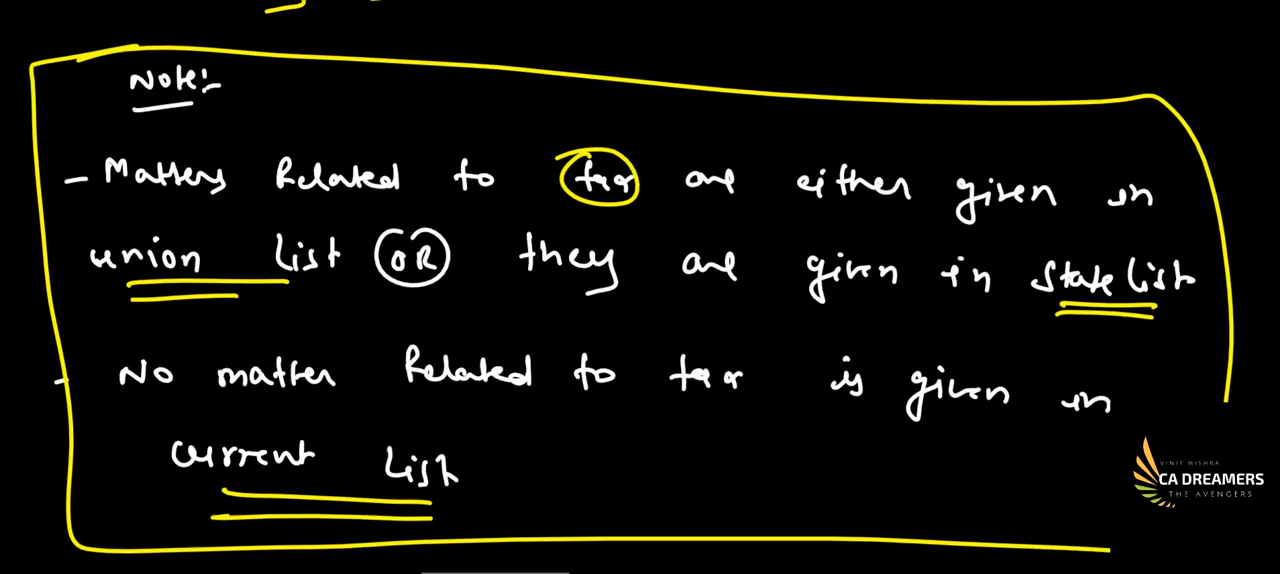 Note:-
- Matters Related to tax are either given in
union list OR they are given in State list
- No matter Related to tax is given in
current list
VINIT MISHRA
CA DREAMERS
THE AVENGERS